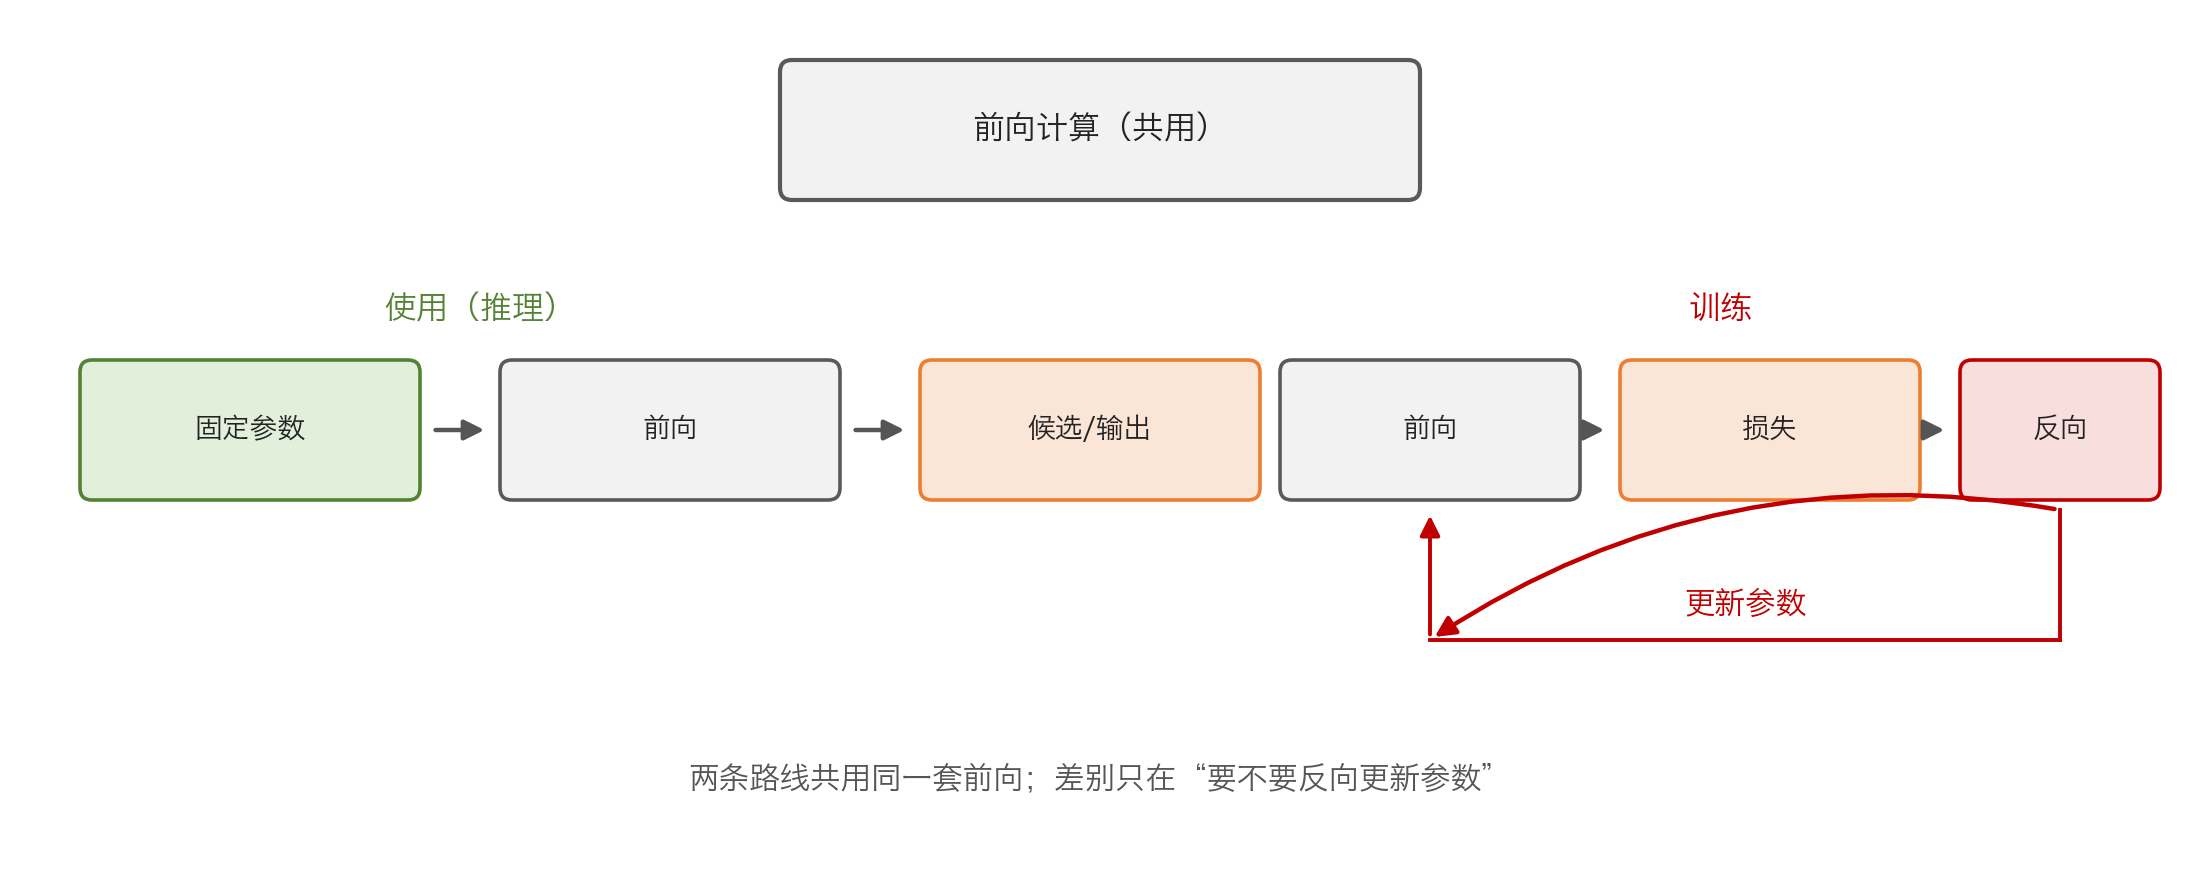 前向计算（共用）
使用（推理）
训练
固定参数
前向
候选/输出
前向
损失
反向
更新参数
两条路线共用同一套前向；差别只在“要不要反向更新参数”